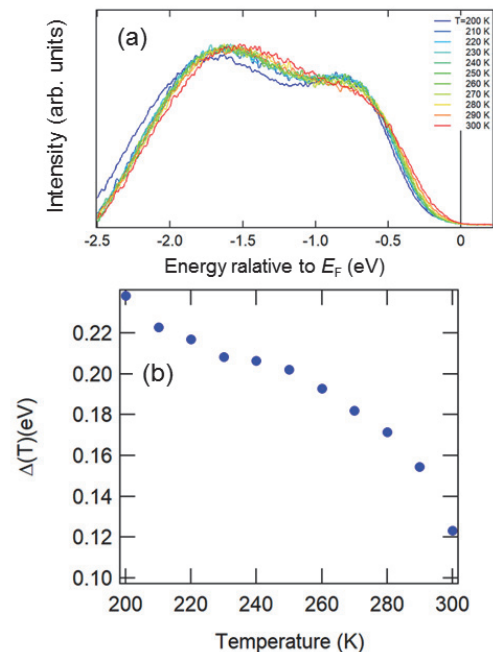 (a)
T=200 K
210 K
220 K
230 K
240 K
250 K
260 K
270 K
280 K
290 K
300 K
Intensity (arb. units)
-2.5 -2.0 -1.5 -1.0 -0.5 0
Energy ralative to EF (eV)
(b)
0.22
0.20
0.18
0.16
0.14
0.12
0.10
Δ(T)(eV)
200 220 240 260 280 300
Temperature (K)